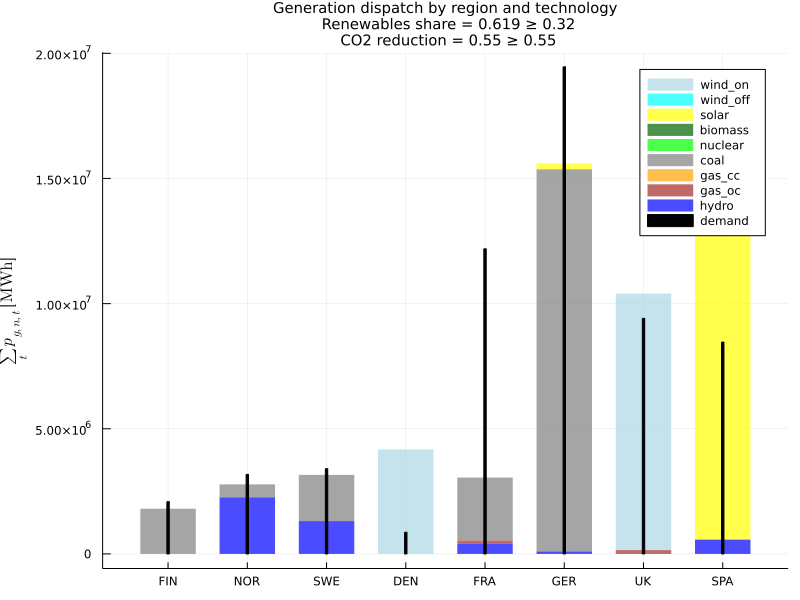 Generation dispatch by region and technology
Renewables share = 0.619 ≥ 0.32
CO2 reduction = 0.55 ≥ 0.55
∑ₜ p_{g,n,t} [MWh]
2.00×10⁷
1.50×10⁷
1.00×10⁷
5.00×10⁶
0
wind_on
wind_off
solar
biomass
nuclear
coal
gas_cc
gas_oc
hydro
demand
FIN NOR SWE DEN FRA GER UK SPA